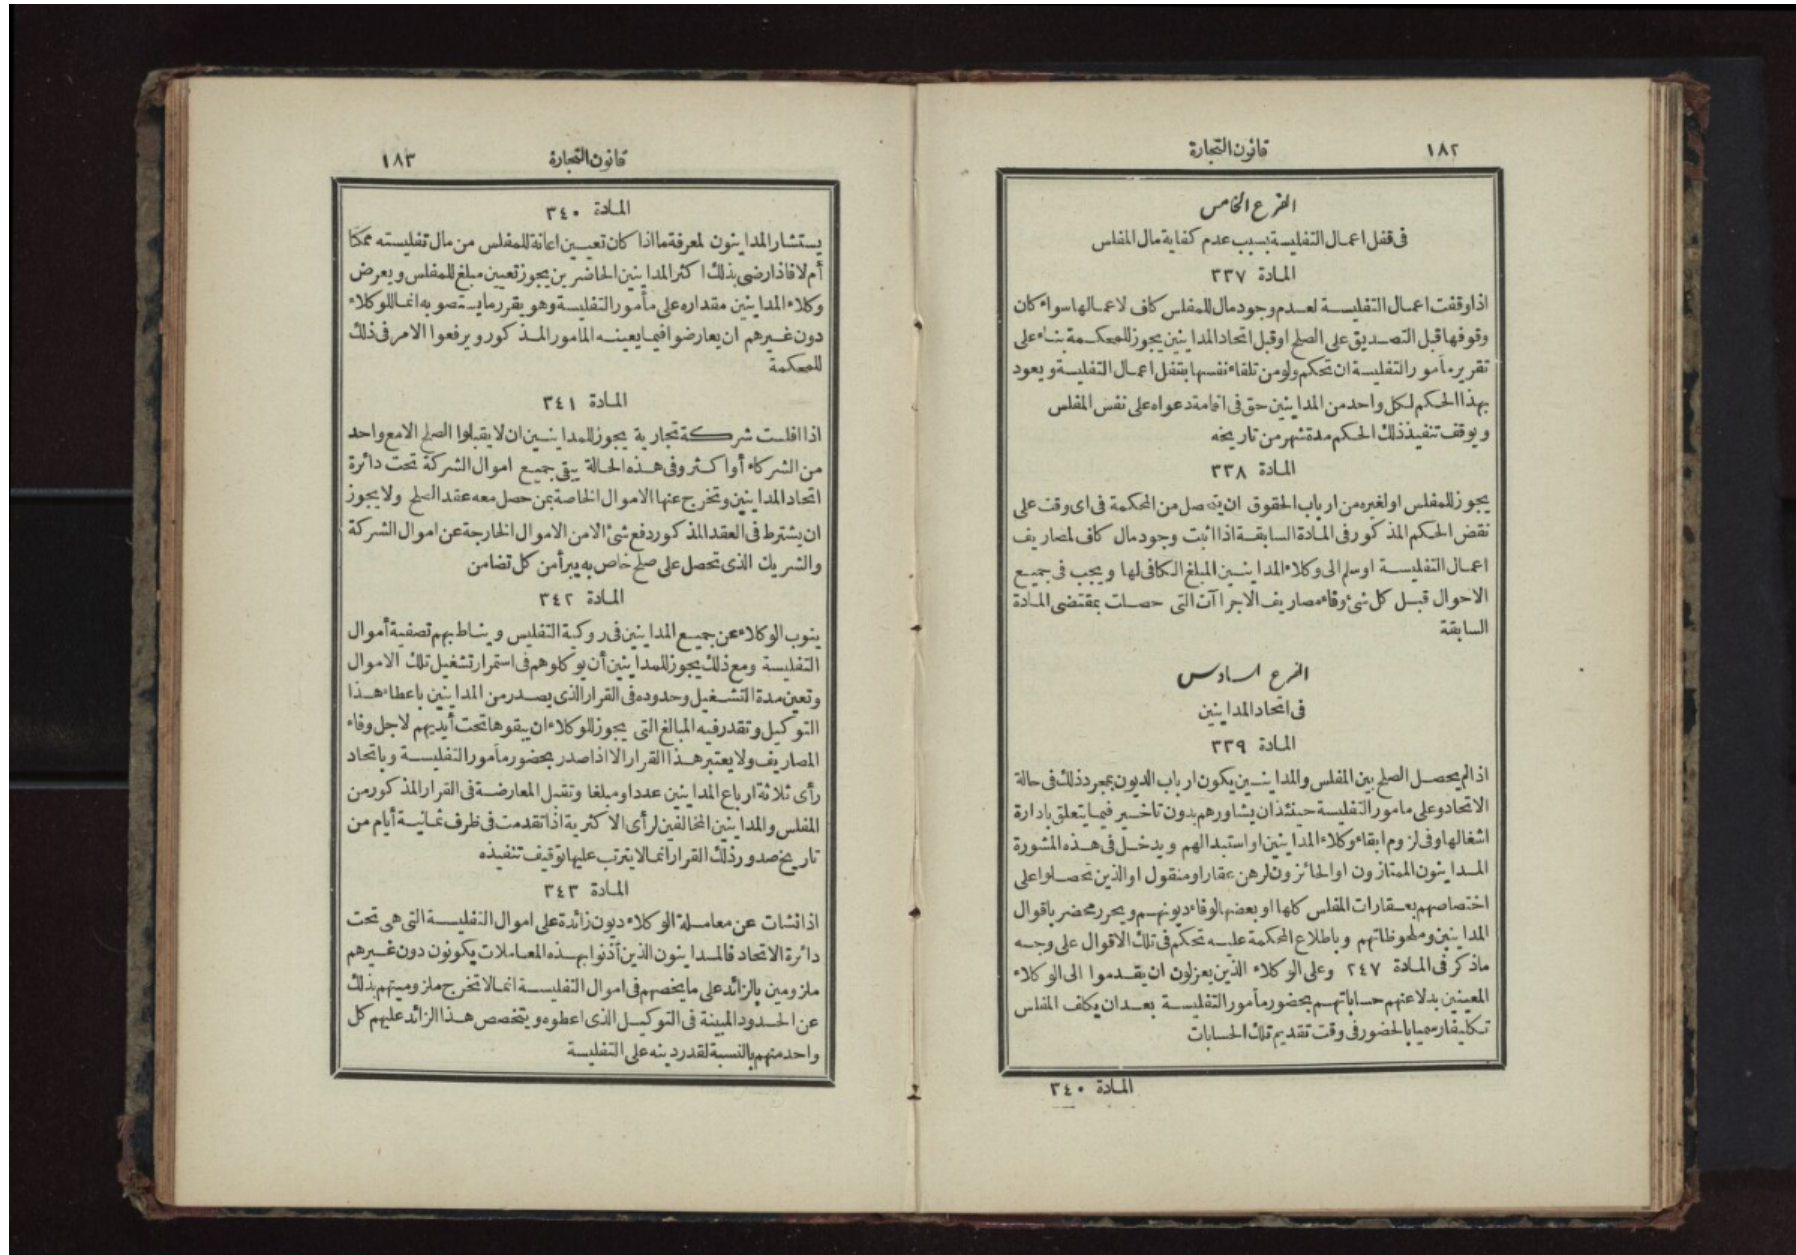 ١٨٢
قانون التجارة
الفرع الخامس
فى قفل اعمال التفليسة بسبب عدم كفاية مال المفلس
المادة ٣٣٧
اذا وقفت اعمال التفليسة لعدم وجود مال للمفلس كاف لاعمالها سواء كان
وقوفها قبل التصديق على الصلح او قبل اتحاد المداينين يجوز للمحكمة بناء على
تقرير مأمور التفليسة ان تحكم ولو من تلقاء نفسها بقفل اعمال التفليسة ويعود
بهذا الحكم لكل واحد من المداينين حق فى اقامة دعواه على نفس المفلس
ويوقف تنفيذ ذلك الحكم مدة شهر من تاريخه
المادة ٣٣٨
يجوز للمفلس او لغيره من ارباب الحقوق ان يتحصل من المحكمة فى اى وقت على
نقض الحكم المذكور فى المادة السابقة اذا اثبت وجود مال كاف لمصاريف
اعمال التفليسة او سلم الى وكلاء المداينين المبلغ الكافى لها ويجب فى جميع
الاحوال قبل كل شئ وفاء مصاريف الاجراآت التى حصلت بمقتضى المادة
السابقة
الفرع السادس
فى اتحاد المداينين
المادة ٣٣٩
اذا لم يحصل الصلح بين المفلس والمداينين يكون ارباب الديون بمجرد ذلك فى حالة
الاتحاد وعلى مامور التفليسة حينئذ ان يشاورهم بدون تاخير فيما يتعلق بادارة
اشغالها وفى لزوم ابقاء وكلاء المداينين او استبدالهم ويدخل فى هذه المشورة
المداينون الممتازون او الحائزون لرهن عقار او منقول او الذين تحصلوا على
اختصاصهم بعقارات المفلس كلها او بعضها لوفاء ديونهم ويحرر محضر باقوال
المداينين وملحوظاتهم وباطلاع المحكمة عليه تحكم فى تلك الاقوال على وجه
ماذكر فى المادة ٢٤٧ وعلى الوكلاء الذين يعزلون ان يقدموا الى الوكلاء
المعينين بدلا عنهم حساباتهم بحضور مأمور التفليسة بعد ان يكلف المفلس
تكليفا رسميا بالحضور فى وقت تقديم تلك الحسابات
المادة ٣٤٠
قانون التجارة
١٨٣
المادة ٣٤٠
يستشار المداينون لمعرفة ما اذا كان تعيين اعانة للمفلس من مال تفليسته ممكنا
أم لا فاذا رضى بذلك اكثر المداينين الحاضرين يجوز تعيين مبلغ للمفلس ويعرض
وكلاء المداينين مقداره على مأمور التفليسة وهو يقرر ما يستصوبه انما للوكلاء
دون غيرهم ان يعارضوا فيما يعينه المامور المذكور ويرفعوا الامر فى ذلك
للمحكمة
المادة ٣٤١
اذا افلست شركة تجارية يجوز للمداينين ان لا يقبلوا الصلح الا مع واحد
من الشركاء أو اكثر وفى هذه الحالة يبقى جميع اموال الشركة تحت دائرة
اتحاد المداينين وتخرج عنها الاموال الخاصة بمن حصل معه عقد الصلح ولا يجوز
ان يشترط فى العقد المذكور دفع شئ الا من الاموال الخارجة عن اموال الشركة
والشريك الذى تحصل على صلح خاص به يبرأ من كل تضامن
المادة ٣٤٢
ينوب الوكلاء عن جميع المداينين فى روكية التفليس ويناط بهم تصفية أموال
التفليسة ومع ذلك يجوز للمداينين أن يوكلوهم فى استمرار تشغيل تلك الاموال
وتعين مدة التشغيل وحدوده فى القرار الذى يصدر من المداينين باعطاء هذا
التوكيل وتقدر فيه المبالغ التى يجوز للوكلاء ان يبقوها تحت أيديهم لاجل وفاء
المصاريف ولا يعتبر هذا القرار الا اذا صدر بحضور مأمور التفليسة وباتحاد
رأى ثلاثة ارباع المداينين عددا ومبلغا وتقبل المعارضة فى القرار المذكور من
المفلس والمداينين المخالفين لرأى الاكثرية اذا تقدمت فى ظرف ثمانية أيام من
تاريخ صدور ذلك القرار انما لا يترتب عليها توقيف تنفيذه
المادة ٣٤٣
اذا نشات عن معاملة الوكلاء ديون زائدة على اموال التفليسة التى هى تحت
دائرة الاتحاد فالمداينون الذين أذنوا بهذه المعاملات يكونون دون غيرهم
ملزومين بالزائد على ما يخصهم فى اموال التفليسة انما لا تخرج ملزوميتهم بذلك
عن الحدود المبينة فى التوكيل الذى اعطوه ويتخصص هذا الزائد عليهم كل
واحد منهم بالنسبة لقدر دينه على التفليسة